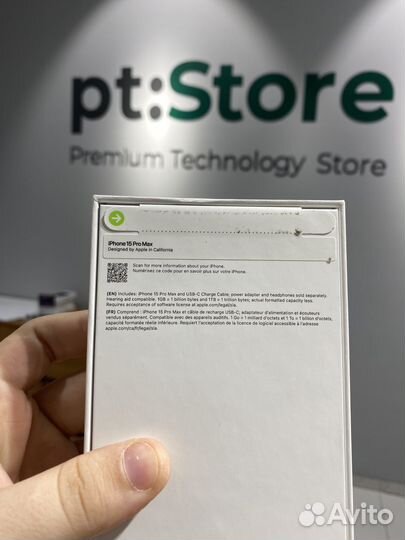 pt:Store
Premium Technology Store
iPhone 15 Pro Max
Designed by Apple in California
Scan for more information about your iPhone.
Numérisez ce code pour en savoir plus sur votre iPhone.
(EN) Includes: iPhone 15 Pro Max and USB-C Charge Cable; power adapter and headphones sold separately.
Hearing aid compatible. 1GB = 1 billion bytes and 1TB = 1 trillion bytes; actual formatted capacity less.
Requires acceptance of software license at apple.com/legal/sla.
(FR) Comprend : iPhone 15 Pro Max et câble de recharge USB-C; adaptateur d'alimentation et écouteurs
vendus séparément. Compatible avec des appareils auditifs. 1 Go = 1 milliard d'octets et 1 To = 1 billion d'octets,
capacité formatée réelle inférieure. Requiert l'acceptation de la licence de logiciel accessible à l'adresse
apple.com/ca/fr/legal/sla.
Avito